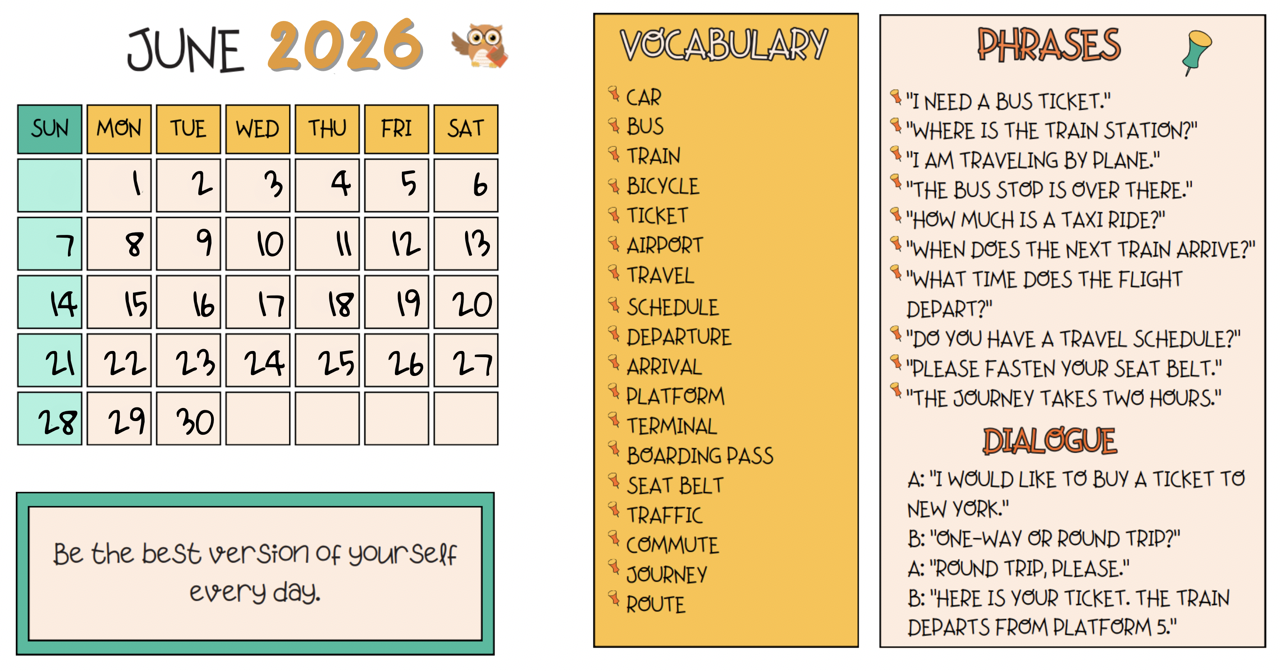 JUNE 2026
SUN MON TUE WED THU FRI SAT
1 2 3 4 5 6
7 8 9 10 11 12 13
14 15 16 17 18 19 20
21 22 23 24 25 26 27
28 29 30
Be the best version of yourself
every day.
VOCABULARY
CAR
BUS
TRAIN
BICYCLE
TICKET
AIRPORT
TRAVEL
SCHEDULE
DEPARTURE
ARRIVAL
PLATFORM
TERMINAL
BOARDING PASS
SEAT BELT
TRAFFIC
COMMUTE
JOURNEY
ROUTE
PHRASES
"I NEED A BUS TICKET."
"WHERE IS THE TRAIN STATION?"
"I AM TRAVELING BY PLANE."
"THE BUS STOP IS OVER THERE."
"HOW MUCH IS A TAXI RIDE?"
"WHEN DOES THE NEXT TRAIN ARRIVE?"
"WHAT TIME DOES THE FLIGHT
DEPART?"
"DO YOU HAVE A TRAVEL SCHEDULE?"
"PLEASE FASTEN YOUR SEAT BELT."
"THE JOURNEY TAKES TWO HOURS."
DIALOGUE
A: "I WOULD LIKE TO BUY A TICKET TO
NEW YORK."
B: "ONE-WAY OR ROUND TRIP?"
A: "ROUND TRIP, PLEASE."
B: "HERE IS YOUR TICKET. THE TRAIN
DEPARTS FROM PLATFORM 5."